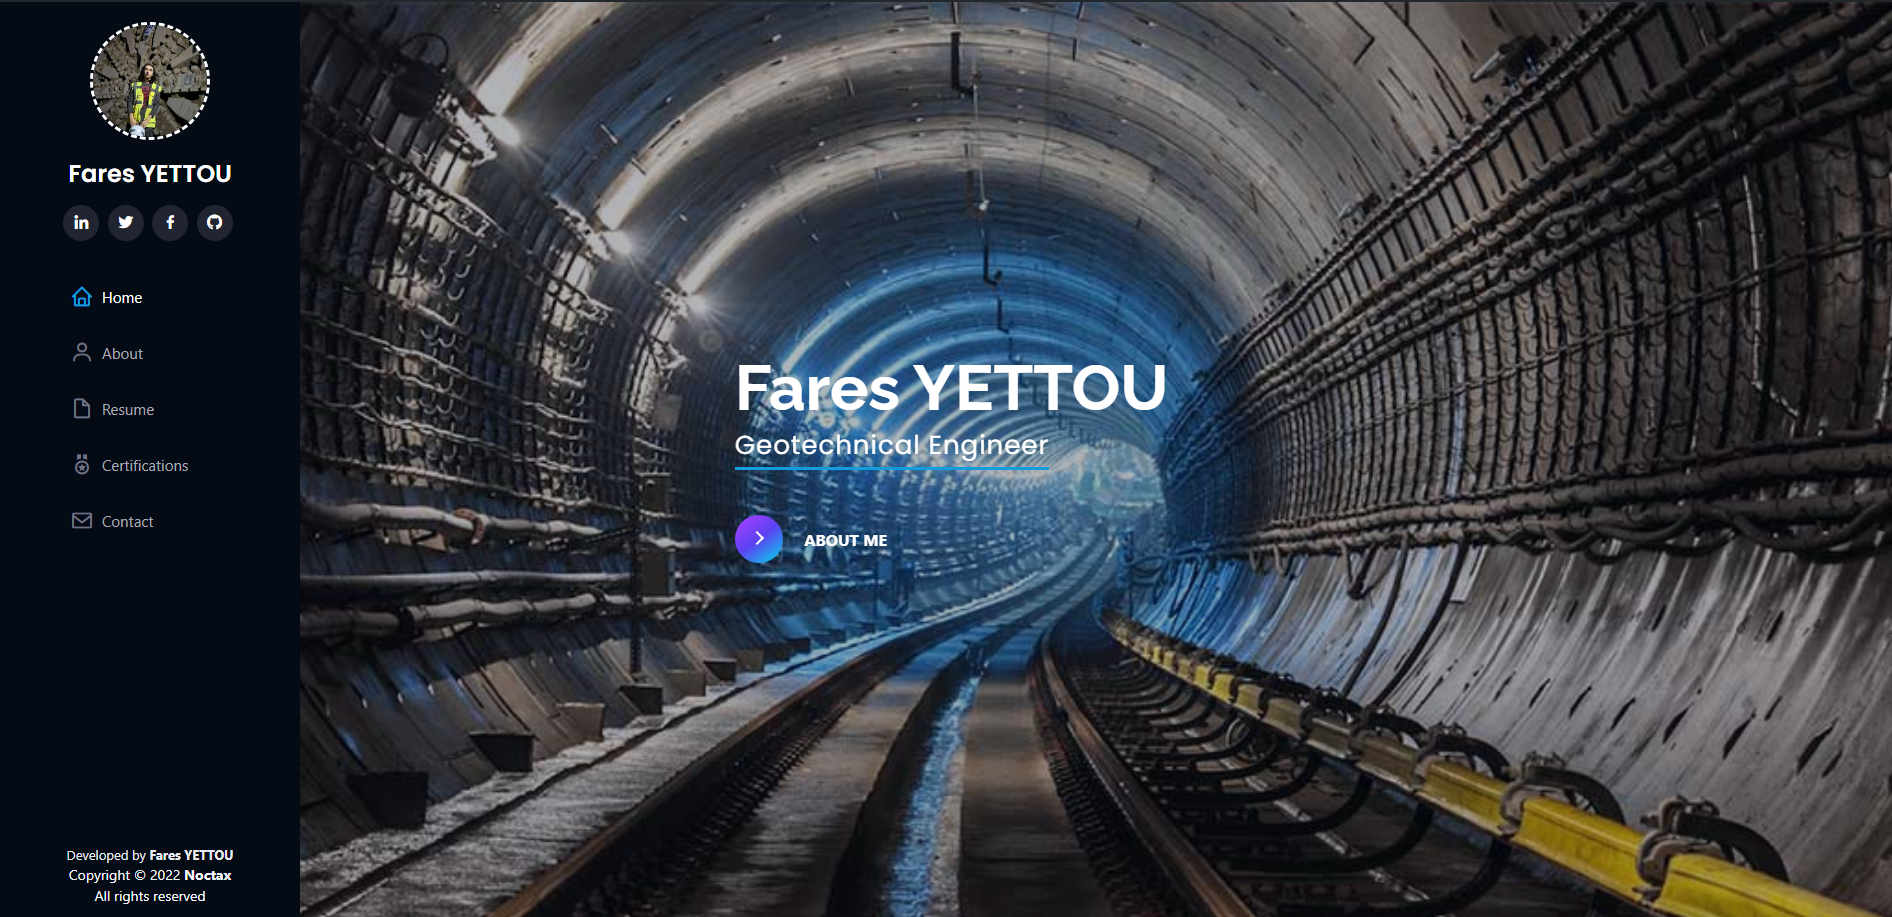 Fares YETTOU
Home
About
Resume
Certifications
Contact
Developed by Fares YETTOU
Copyright © 2022 Noctax
All rights reserved
Fares YETTOU
Geotechnical Engineer
ABOUT ME